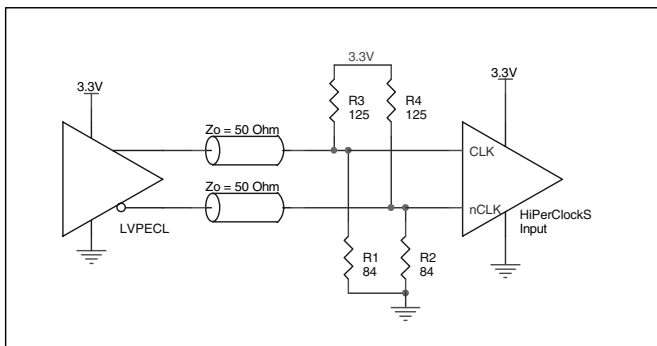 3.3V
3.3V
3.3V
R3
125
R4
125
Zo = 50 Ohm
CLK
Zo = 50 Ohm
nCLK
HiPerClockS
Input
LVPECL
R1
84
R2
84